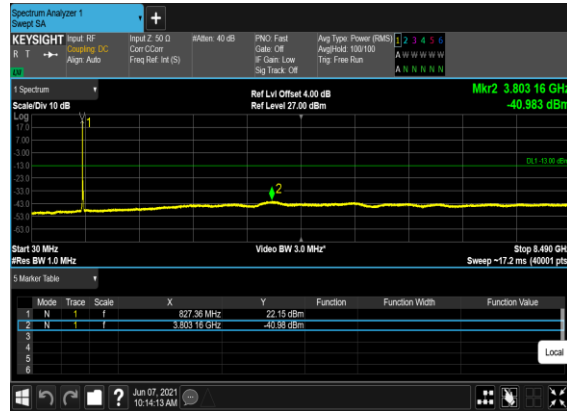 Spectrum Analyzer 1
Swept SA
+
KEYSIGHT Input: RF Input Z: 50 Ω #Atten: 40 dB PNO: Fast Avg Type: Power (RMS) 1 2 3 4 5 6
R T Coupling: DC Corr CCorr Gate: Off Avg|Hold: 100/100 A W W W W W
Align: Auto Freq Ref: Int (S) IF Gain: Low Trig: Free Run
Sig Track: Off A N N N N N
1 Spectrum Ref Lvl Offset 4.00 dB Mkr2 3.803 16 GHz
Scale/Div 10 dB Ref Level 27.00 dBm -40.983 dBm
Log
17.0
7.00
-3.00
-13.0 DL1 -13.00 dBm
-23.0
-33.0
-43.0
-53.0
-63.0
1
2
Start 30 MHz Video BW 3.0 MHz* Stop 8.490 GHz
#Res BW 1.0 MHz Sweep ~17.2 ms (40001 pts)
5 Marker Table
Mode Trace Scale X Y Function Function Width Function Value
1 N 1 f 827.36 MHz 22.15 dBm
2 N 1 f 3.803 16 GHz -40.98 dBm
3
4
5
6
Local
? Jun 07, 2021
10:14:13 AM